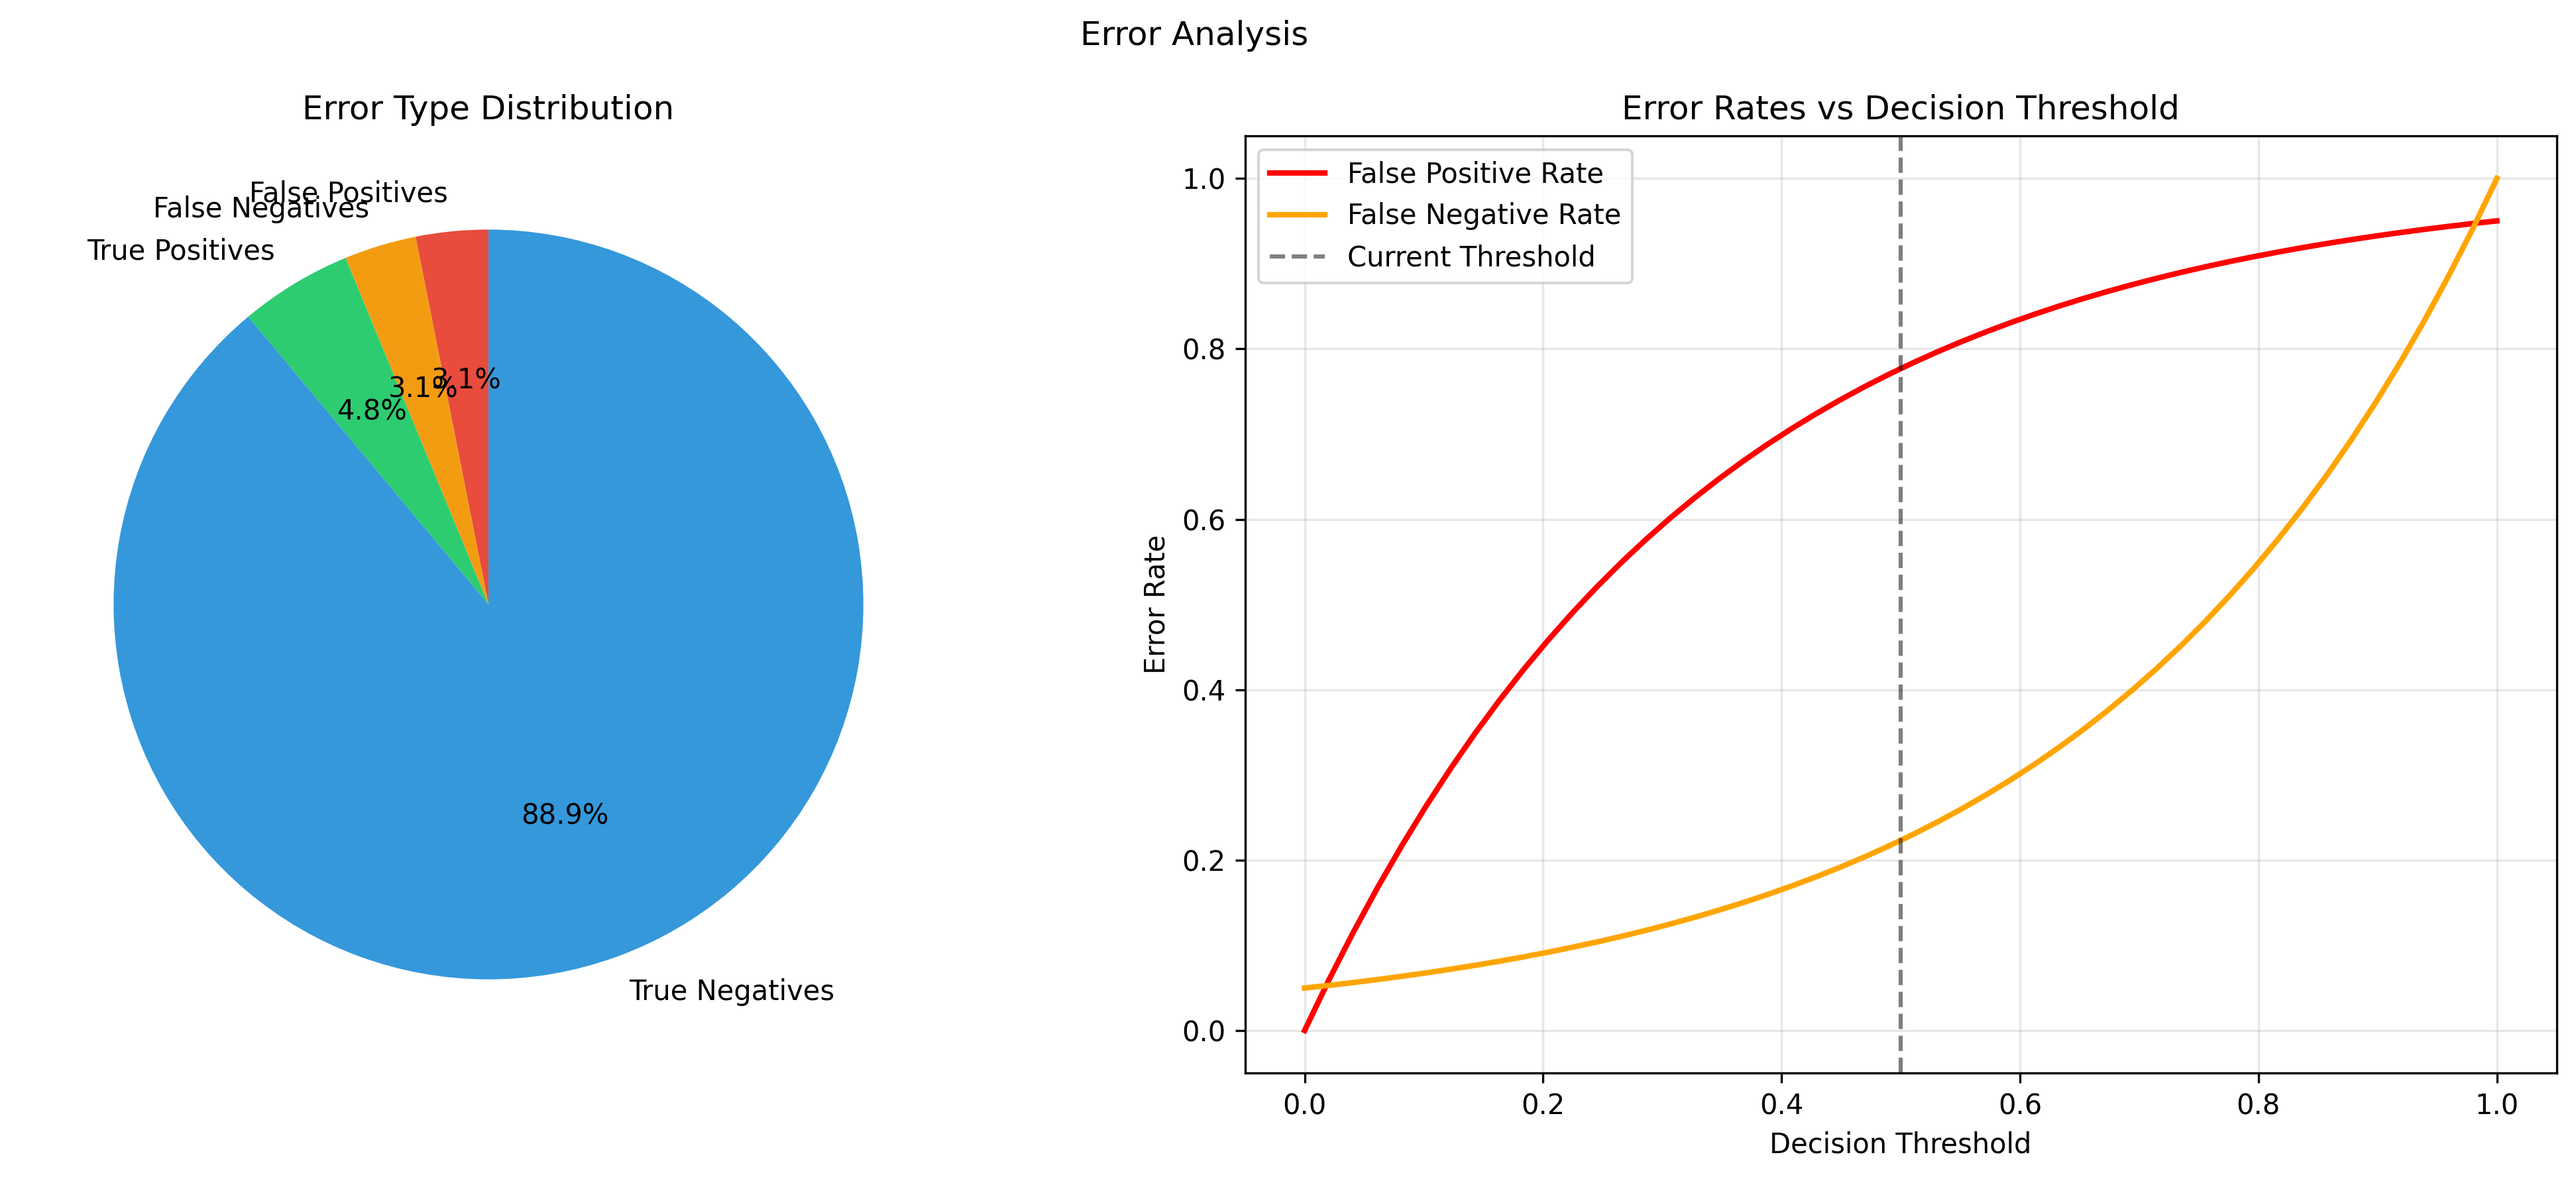 Error Analysis
Error Type Distribution
False Positives
False Negatives
True Positives
3.1%
3.1%
4.8%
88.9%
True Negatives
Error Rates vs Decision Threshold
False Positive Rate
False Negative Rate
Current Threshold
1.0
0.8
0.6
0.4
0.2
0.0
Error Rate
0.0 0.2 0.4 0.6 0.8 1.0
Decision Threshold